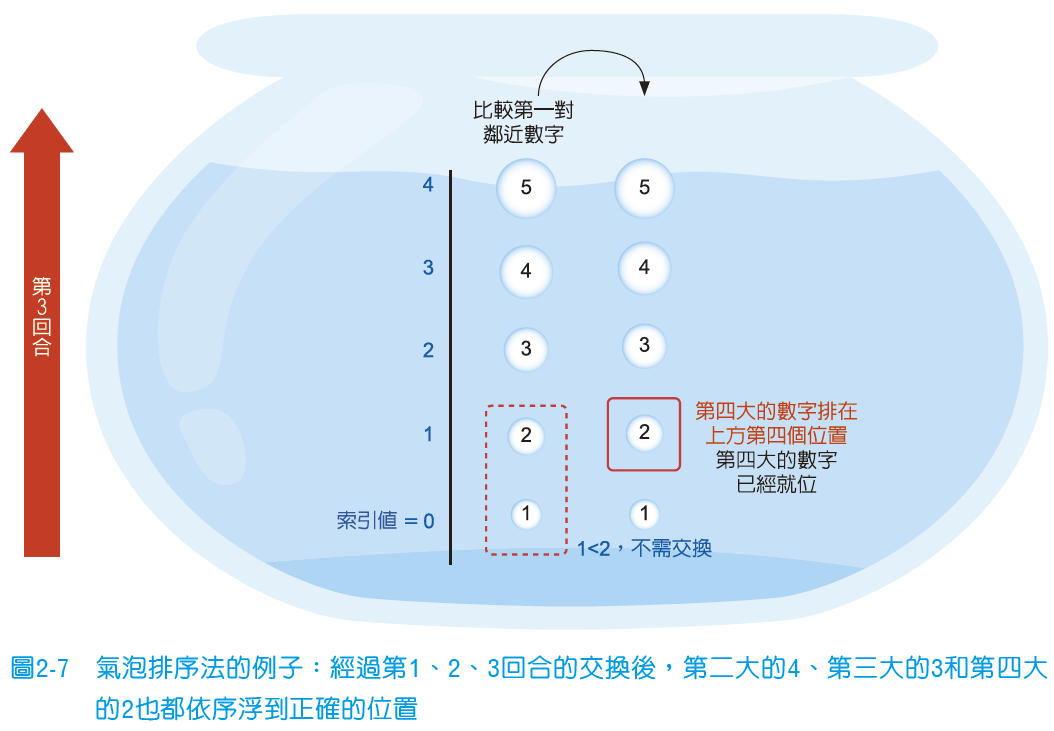 比較第一對
鄰近數字
4
5
5
3
4
4
第3回合
2
3
3
1
2
2
第四大的數字排在
上方第四個位置
第四大的數字
已經就位
索引值 = 0
1
1
1<2，不需交換
圖2-7 氣泡排序法的例子：經過第1、2、3回合的交換後，第二大的4、第三大的3和第四大
的2也都依序浮到正確的位置